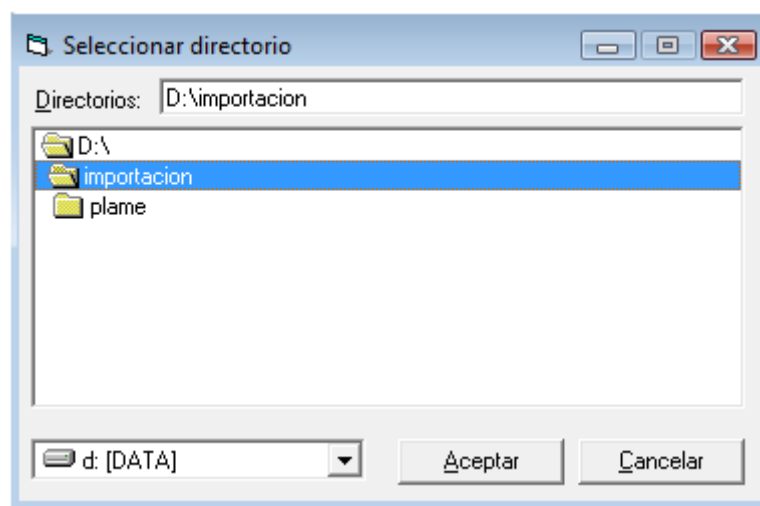 Seleccionar directorio
Directorios: D:\importacion
D:\
importacion
plame
d: [DATA] Aceptar Cancelar